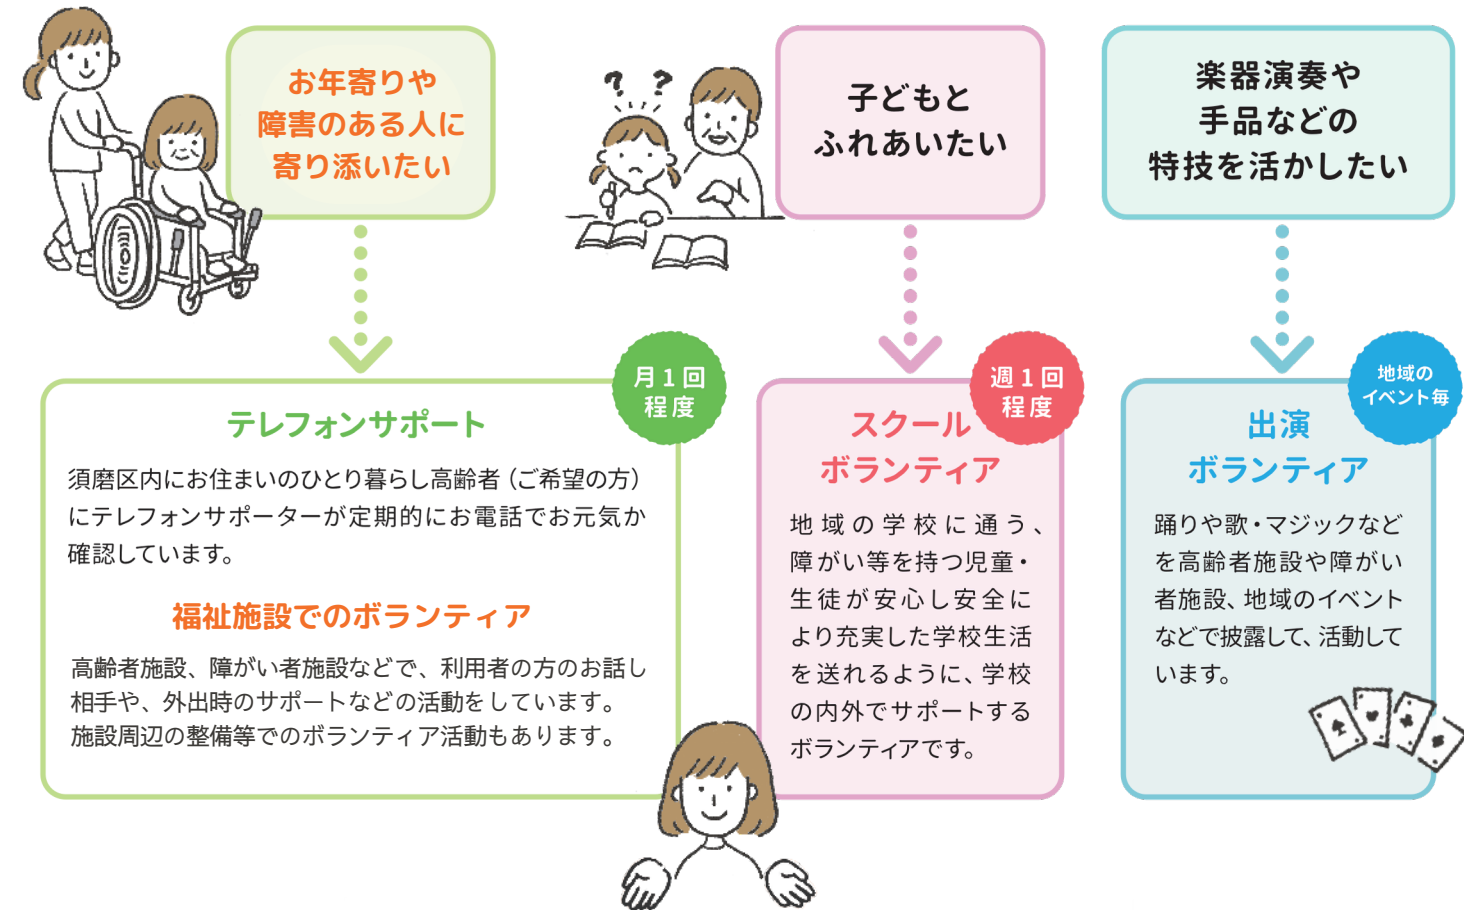 お年寄りや
障害のある人に
寄り添いたい
? ?
子どもと
ふれあいたい
楽器演奏や
手品などの
特技を活かしたい
月1回
程度
テレフォンサポート
須磨区内にお住まいのひとり暮らし高齢者（ご希望の方）
にテレフォンサポーターが定期的にお電話でお元気か
確認しています。
福祉施設でのボランティア
高齢者施設、障がい者施設などで、利用者の方のお話し
相手や、外出時のサポートなどの活動をしています。
施設周辺の整備等でのボランティア活動もあります。
週1回
程度
スクール
ボランティア
地域の学校に通う、
障がい等を持つ児童・
生徒が安心し安全に
より充実した学校生活
を送れるように、学校
の内外でサポートする
ボランティアです。
地域の
イベント毎
出演
ボランティア
踊りや歌・マジックなど
を高齢者施設や障がい
者施設、地域のイベント
などで披露して、活動して
います。